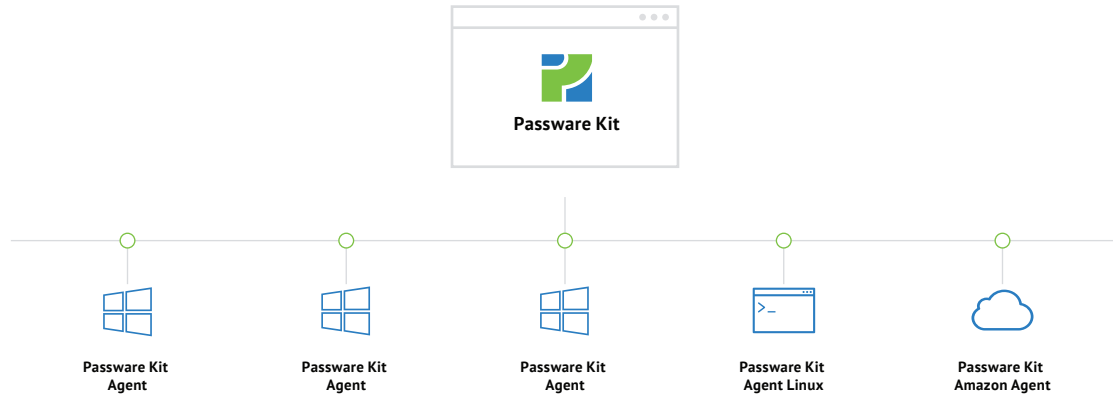 Passware Kit
Passware Kit
Agent
Passware Kit
Agent
Passware Kit
Agent
>_
Passware Kit
Agent Linux
Passware Kit
Amazon Agent